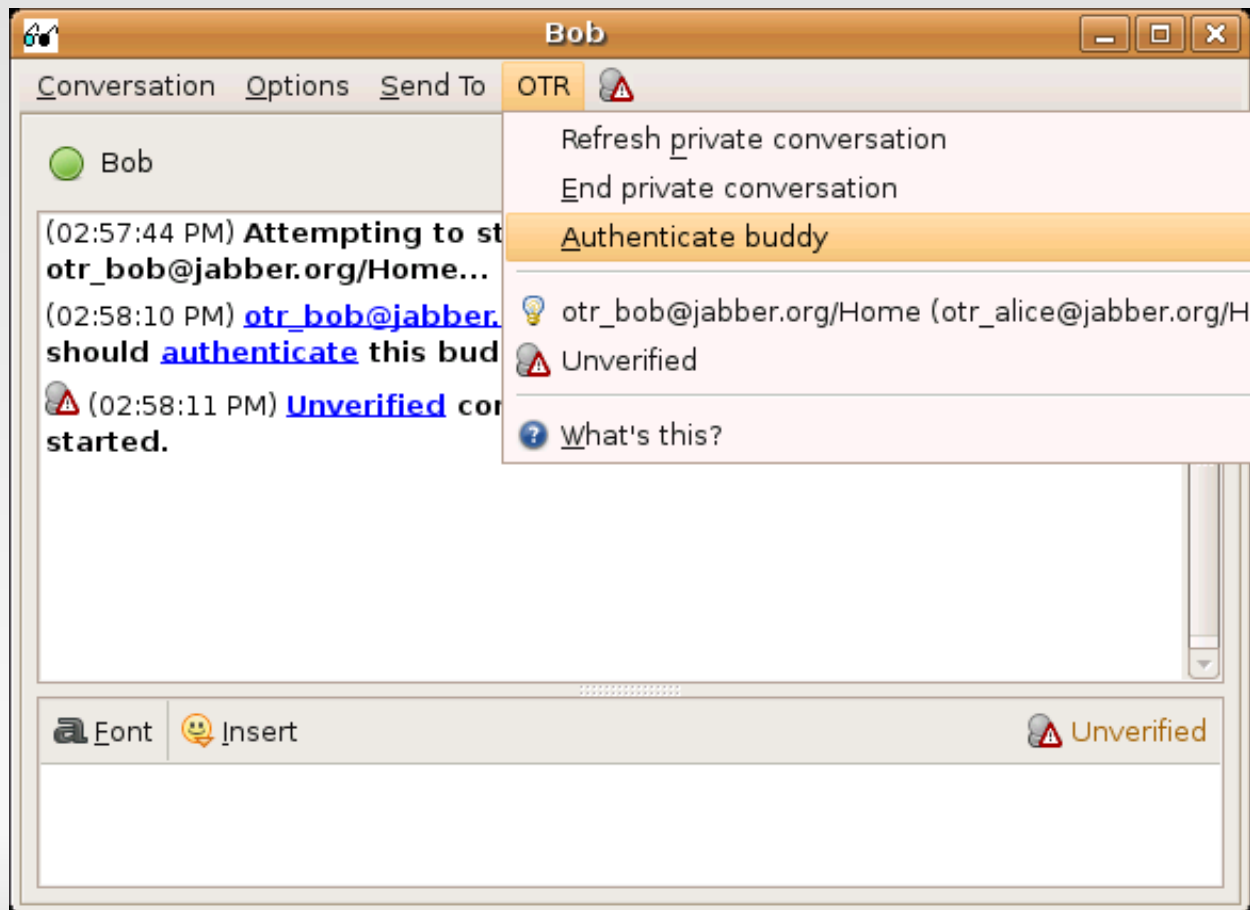 Bob
Conversation Options Send To OTR
Bob
Refresh private conversation
End private conversation
Authenticate buddy
otr_bob@jabber.org/Home (otr_alice@jabber.org/H
Unverified
What's this?
(02:57:44 PM) Attempting to st
otr_bob@jabber.org/Home...
(02:58:10 PM) otr_bob@jabber.
should authenticate this bud
(02:58:11 PM) Unverified con
started.
Font Insert Unverified